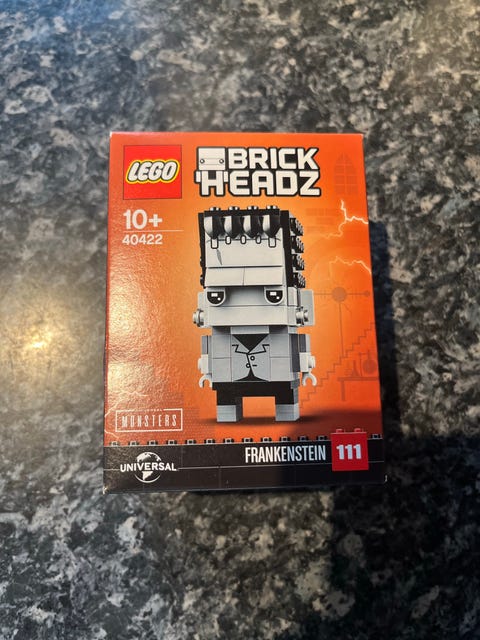 LEGO
BRICK
HEADZ
10+
40422
MONSTERS
FRANKENSTEIN
111
UNIVERSAL